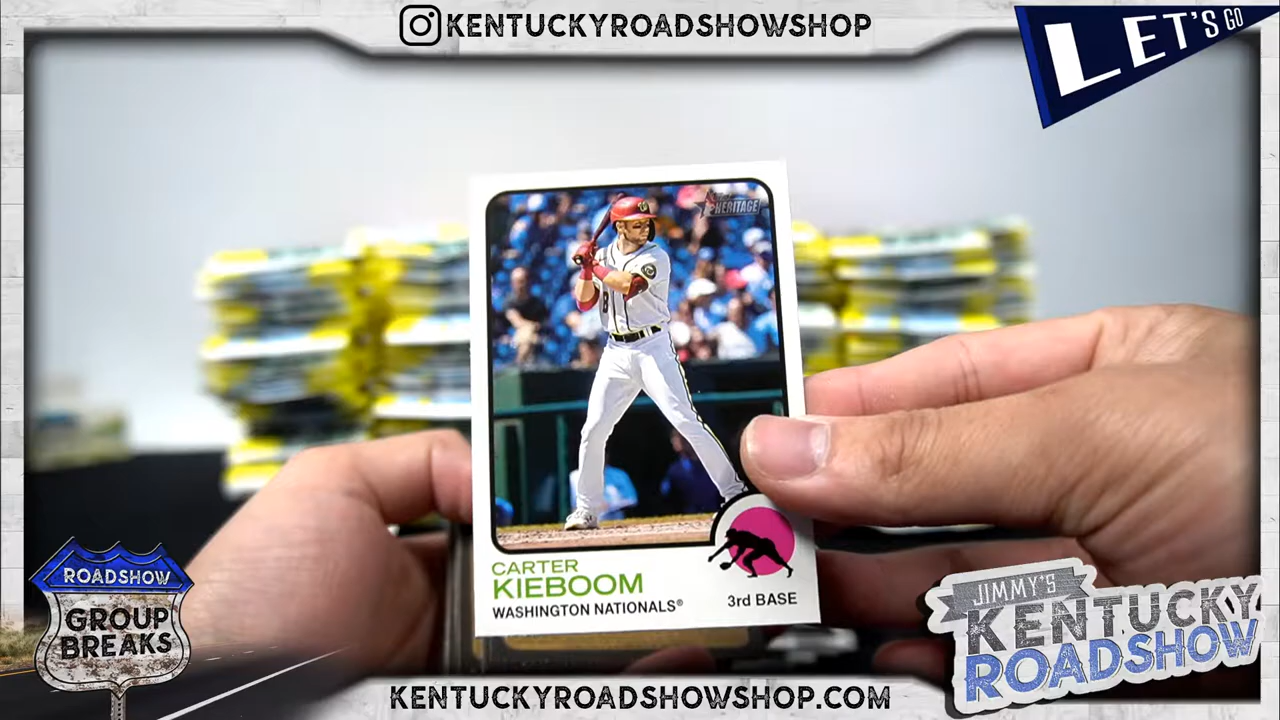 KENTUCKYROADSHOWSHOP
LET'S GO
HERITAGE
CARTER
KIEBOOM
WASHINGTON NATIONALS®
3rd BASE
ROADSHOW
GROUP
BREAKS
JIMMY'S
KENTUCKY
ROADSHOW
KENTUCKYROADSHOWSHOP.COM